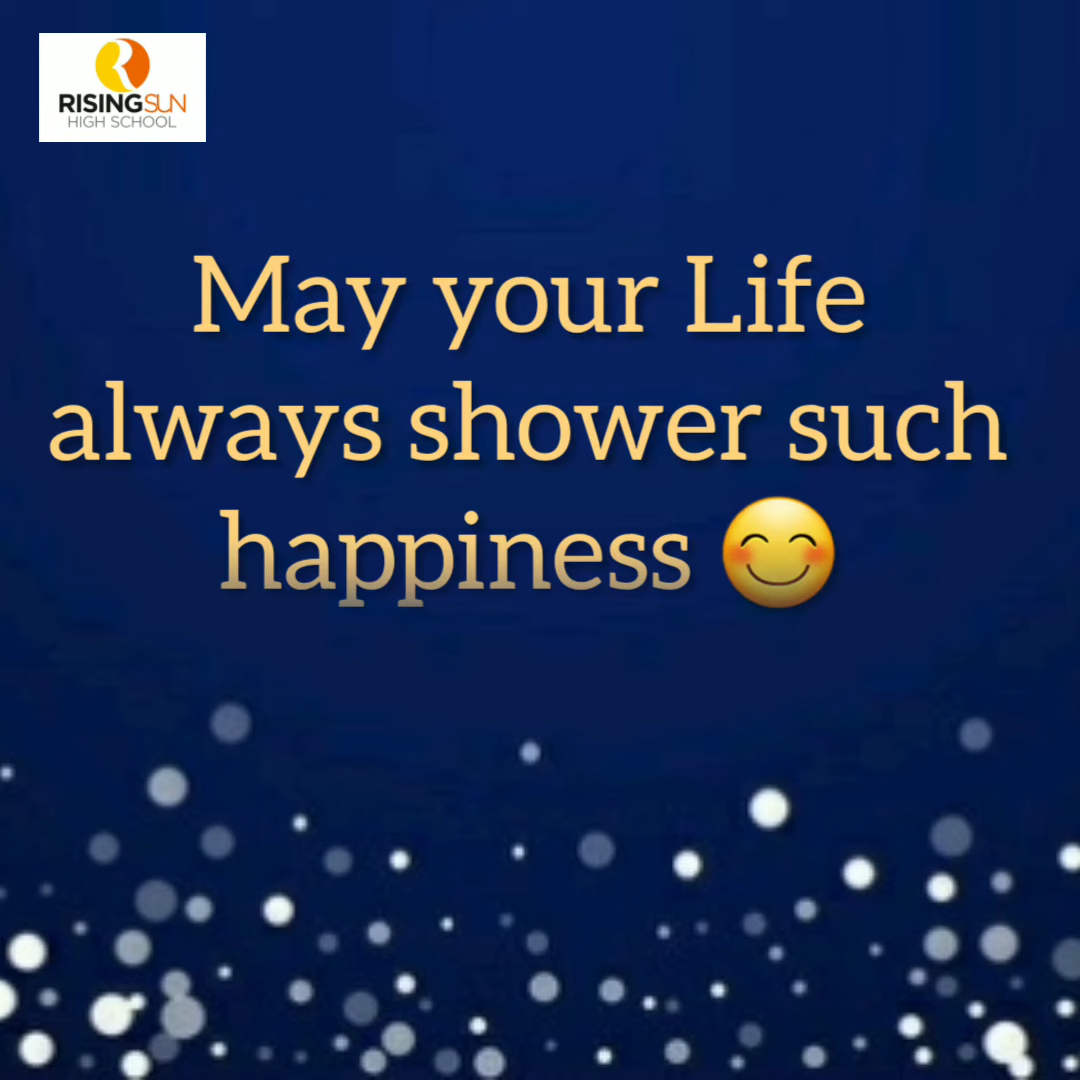 RISINGSUN
HIGH SCHOOL
May your Life
always shower such
happiness 😊